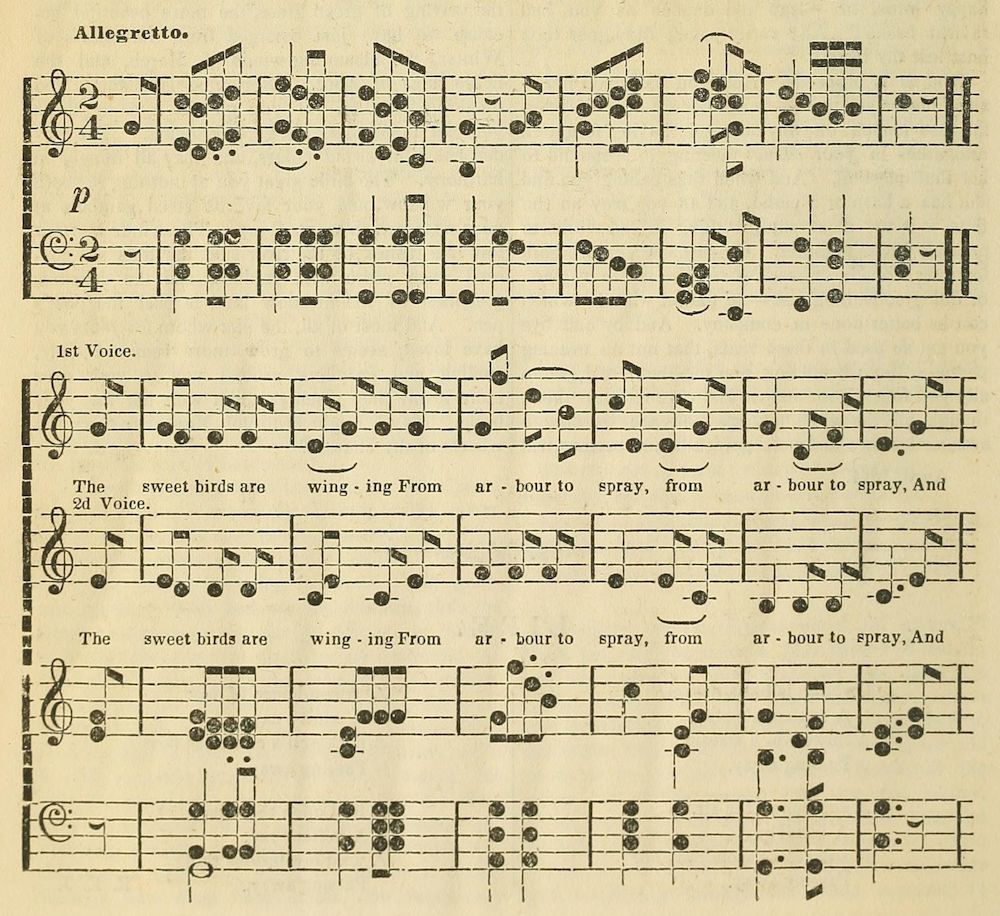 Allegretto.
2
4
p
2
4
1st Voice.
The sweet birds are wing - ing From ar - bour to spray, from ar - bour to spray, And
2d Voice.
The sweet birds are wing - ing From ar - bour to spray, from ar - bour to spray, And